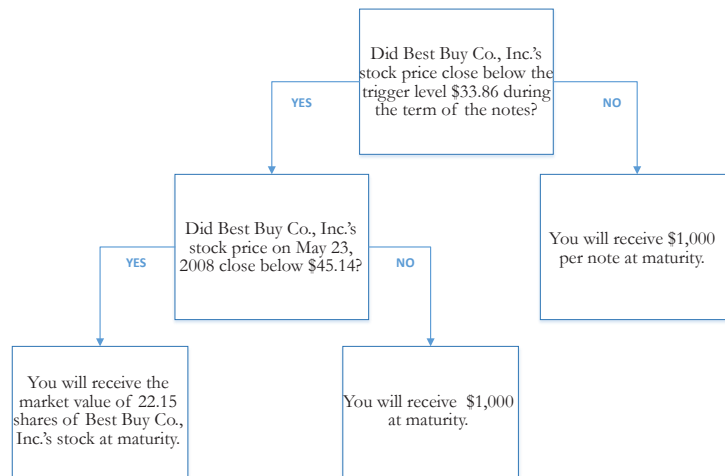 Did Best Buy Co., Inc.'s
stock price close below the
trigger level $33.86 during
the term of the notes?
YES
NO
Did Best Buy Co., Inc.'s
stock price on May 23,
2008 close below $45.14?
You will receive $1,000
per note at maturity.
YES
NO
You will receive the
market value of 22.15
shares of Best Buy Co.,
Inc.'s stock at maturity.
You will receive $1,000
at maturity.